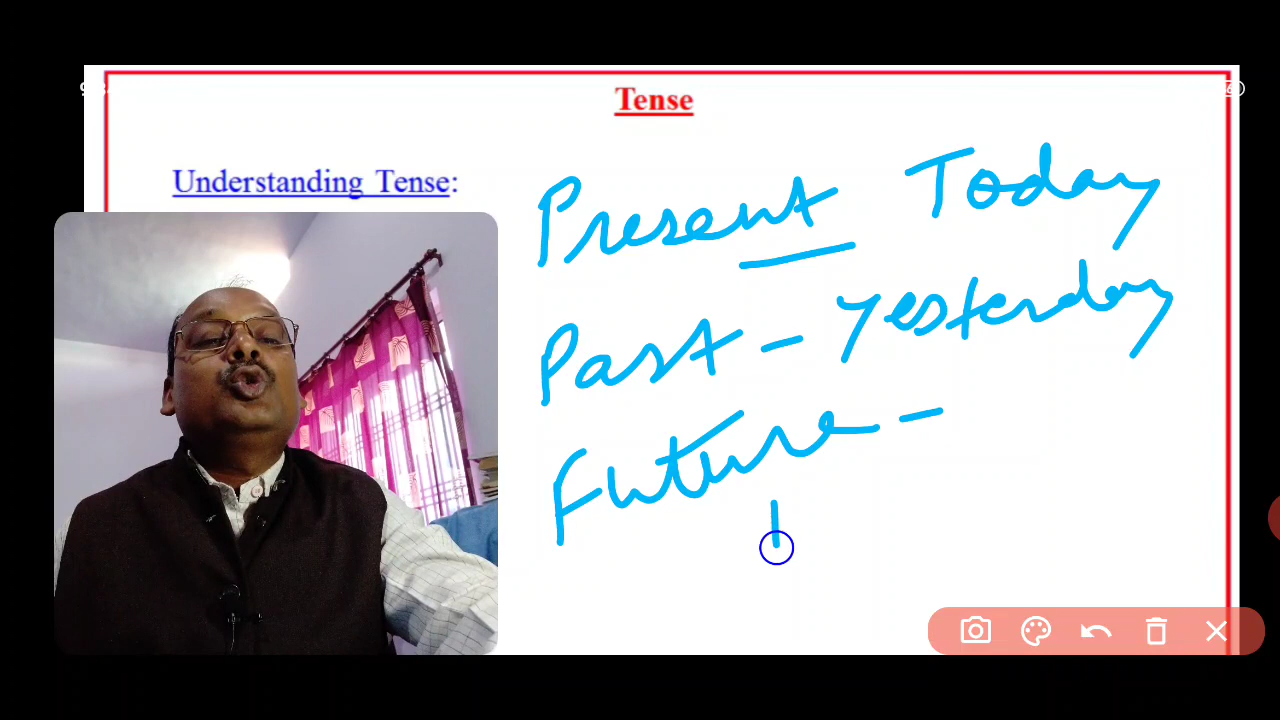 Tense
Understanding Tense:
Present Today
Past - Yesterday
Future -